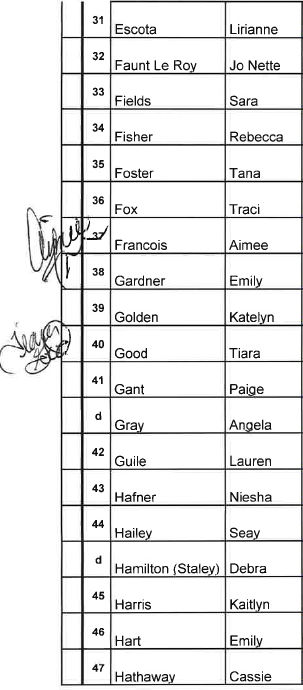 31 Escota Lirianne
32 Faunt Le Roy Jo Nette
33 Fields Sara
34 Fisher Rebecca
35 Foster Tana
36 Fox Traci
37 Francois Aimee
38 Gardner Emily
39 Golden Katelyn
40 Good Tiara
41 Gant Paige
d Gray Angela
42 Guile Lauren
43 Hafner Niesha
44 Hailey Seay
d Hamilton (Staley) Debra
45 Harris Kaitlyn
46 Hart Emily
47 Hathaway Cassie